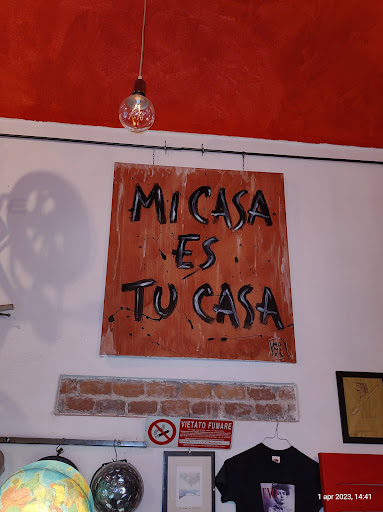 MI CASA
ES
TU CASA
VIETATO FUMARE
1 apr 2023, 14:41